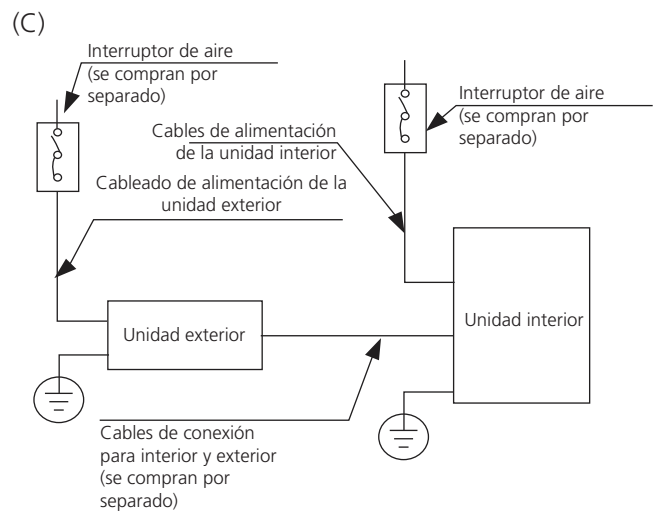 (C)
Interruptor de aire
(se compran por
separado)
Interruptor de aire
(se compran por
separado)
Cables de alimentación
de la unidad interior
Cableado de alimentación de la
unidad exterior
Unidad exterior
Unidad interior
Cables de conexión
para interior y exterior
(se compran por
separado)